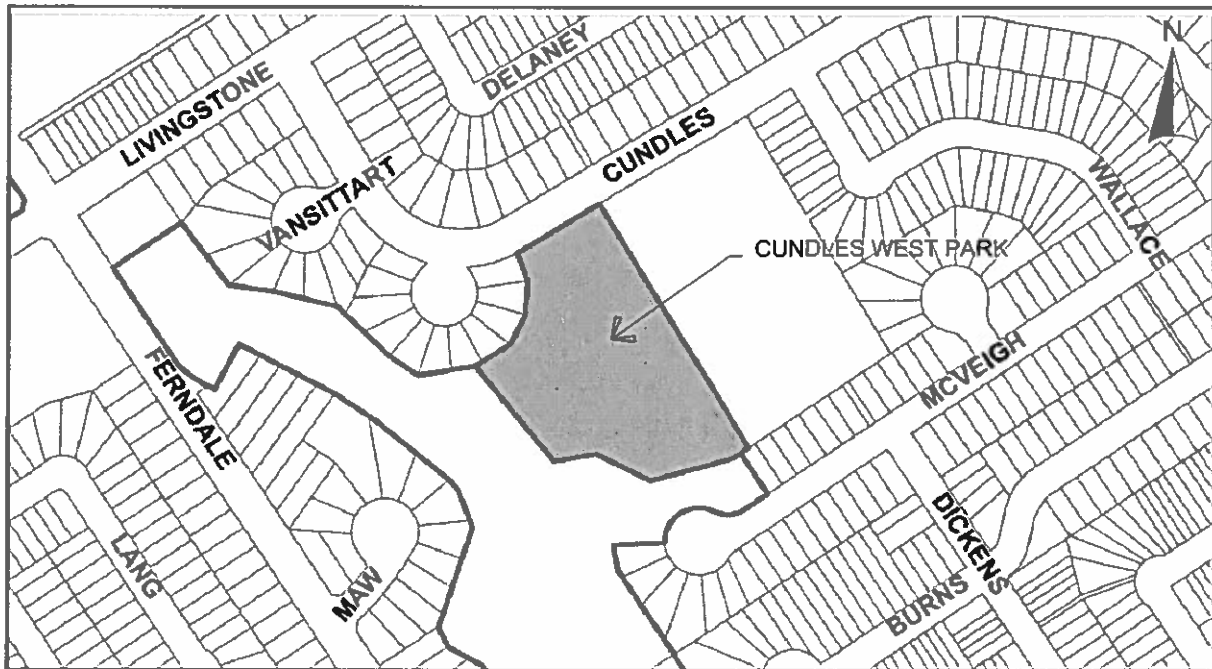 N
DELANEY
LIVINGSTONE
CUNDLES
VANSITTART
WALLACE
CUNDLES WEST PARK
MCVEIGH
FERNDALE
DICKENS
LANG
MAW
BURNS